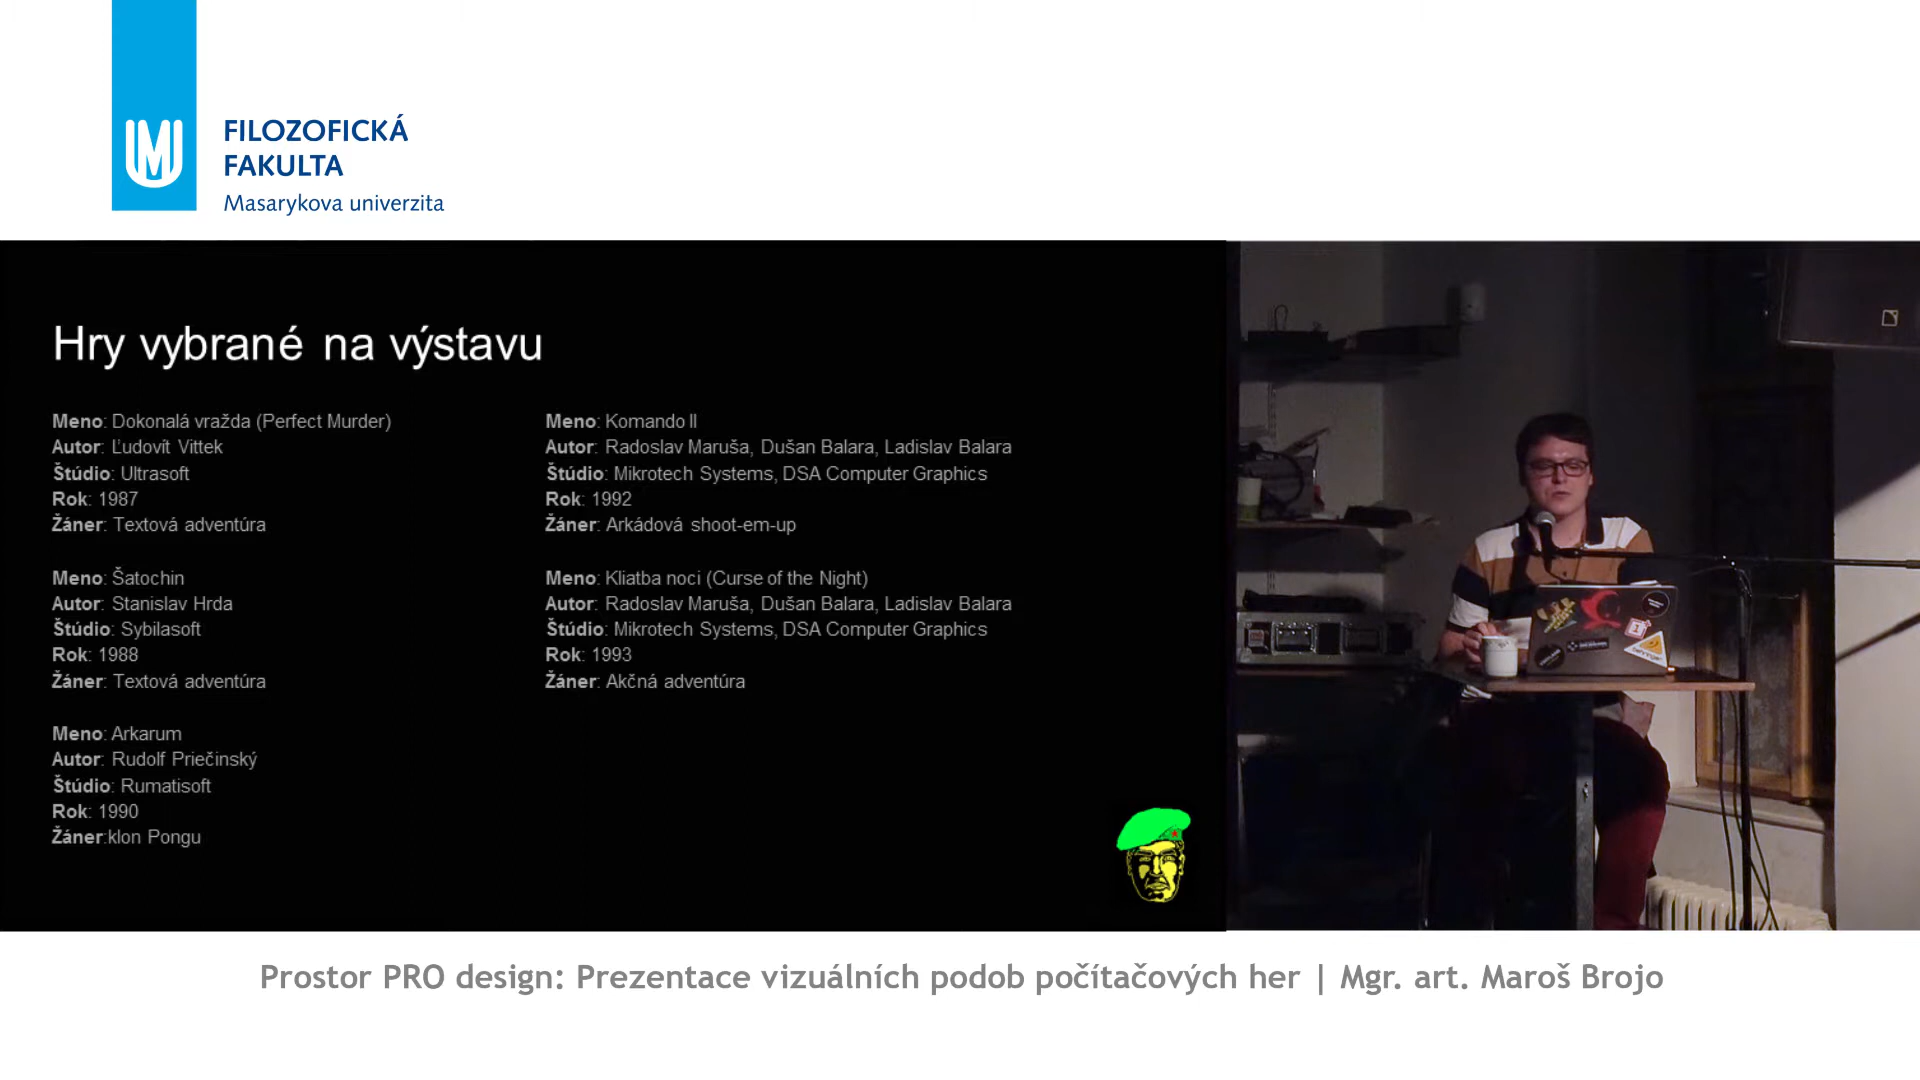 FILOZOFICKÁ
FAKULTA
Masarykova univerzita
Hry vybrané na výstavu
Meno: Dokonalá vražda (Perfect Murder)
Autor: Ľudovít Vittek
Štúdio: Ultrasoft
Rok: 1987
Žáner: Textová adventúra
Meno: Šatochin
Autor: Stanislav Hrda
Štúdio: Sybilasoft
Rok: 1988
Žáner: Textová adventúra
Meno: Arkarum
Autor: Rudolf Priečinský
Štúdio: Rumatisoft
Rok: 1990
Žáner:klon Pongu
Meno: Komando II
Autor: Radoslav Maruša, Dušan Balara, Ladislav Balara
Štúdio: Mikrotech Systems, DSA Computer Graphics
Rok: 1992
Žáner: Arkádová shoot-em-up
Meno: Kliatba noci (Curse of the Night)
Autor: Radoslav Maruša, Dušan Balara, Ladislav Balara
Štúdio: Mikrotech Systems, DSA Computer Graphics
Rok: 1993
Žáner: Akčná adventúra
behringer
Prostor PRO design: Prezentace vizuálních podob počítačových her | Mgr. art. Maroš Brojo